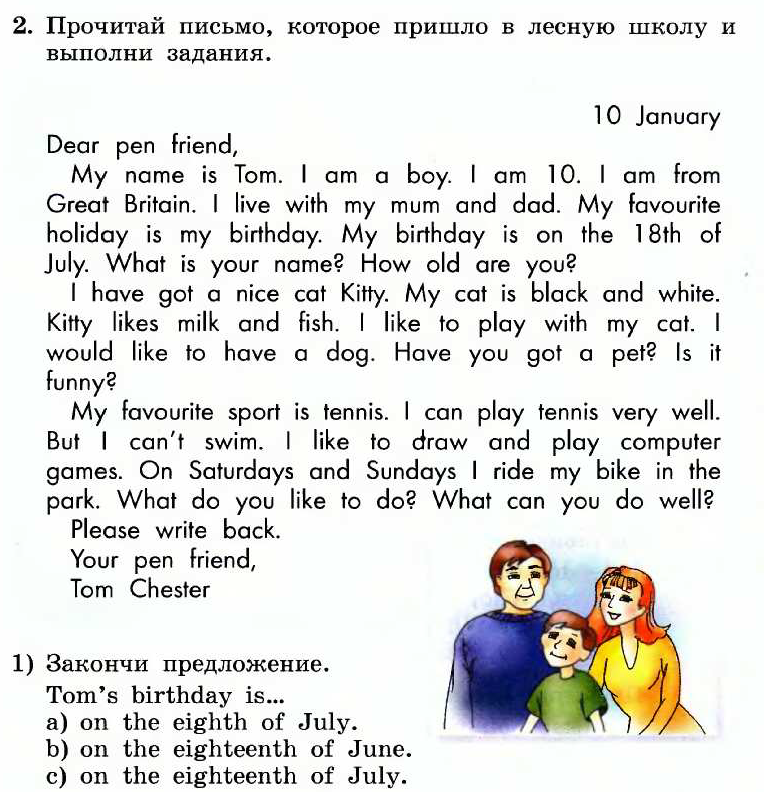 2. Прочитай письмо, которое пришло в лесную школу и
выполни задания.
10 January
Dear pen friend,
My name is Tom. I am a boy. I am 10. I am from
Great Britain. I live with my mum and dad. My favourite
holiday is my birthday. My birthday is on the 18th of
July. What is your name? How old are you?
I have got a nice cat Kitty. My cat is black and white.
Kitty likes milk and fish. I like to play with my cat. I
would like to have a dog. Have you got a pet? Is it
funny?
My favourite sport is tennis. I can play tennis very well.
But I can't swim. I like to draw and play computer
games. On Saturdays and Sundays I ride my bike in the
park. What do you like to do? What can you do well?
Please write back.
Your pen friend,
Tom Chester
1) Закончи предложение.
Tom's birthday is...
a) on the eighth of July.
b) on the eighteenth of June.
c) on the eighteenth of July.